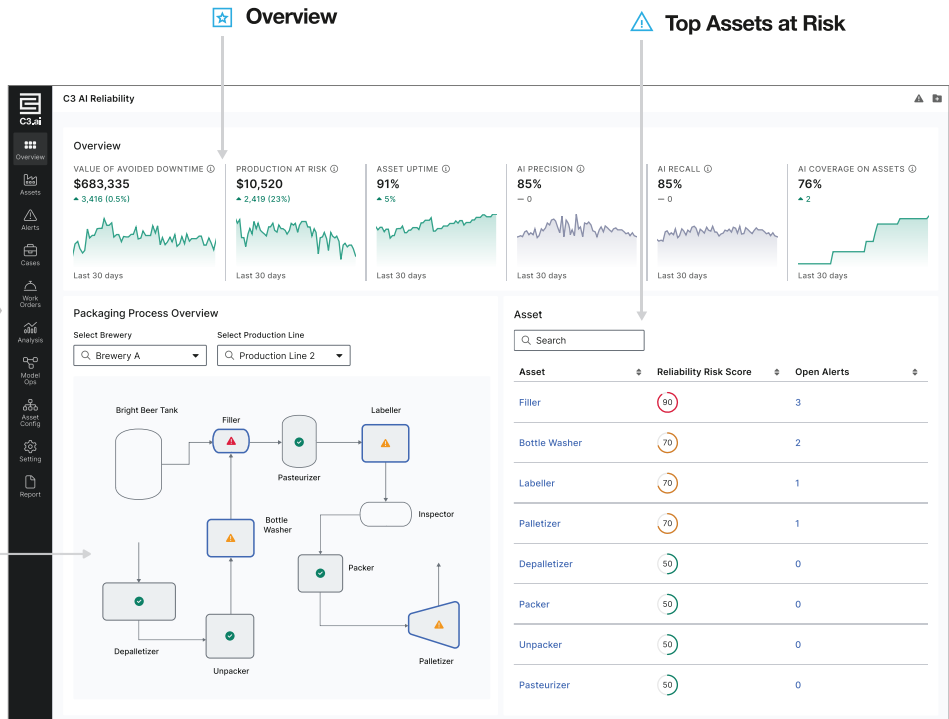 Overview
Top Assets at Risk
C3.ai
C3 AI Reliability
Overview
Assets
Alerts
Cases
Work
Orders
Analysis
Model
Ops
Asset
Config
Setting
Report
Overview
VALUE OF AVOIDED DOWNTIME
$683,335
3,416 (0.5%)
Last 30 days
PRODUCTION AT RISK
$10,520
2,419 (23%)
Last 30 days
ASSET UPTIME
91%
5%
Last 30 days
AI PRECISION
85%
— 0
Last 30 days
AI RECALL
85%
— 0
Last 30 days
AI COVERAGE ON ASSETS
76%
2
Last 30 days
Packaging Process Overview
Select Brewery
Brewery A
Select Production Line
Production Line 2
Bright Beer Tank
Filler
Labeller
Pasteurizer
Bottle
Washer
Inspector
Packer
Depalletizer
Unpacker
Palletizer
Asset
Search
Asset Reliability Risk Score Open Alerts
Filler 90 3
Bottle Washer 70 2
Labeller 70 1
Palletizer 70 1
Depalletizer 50 0
Packer 50 0
Unpacker 50 0
Pasteurizer 50 0